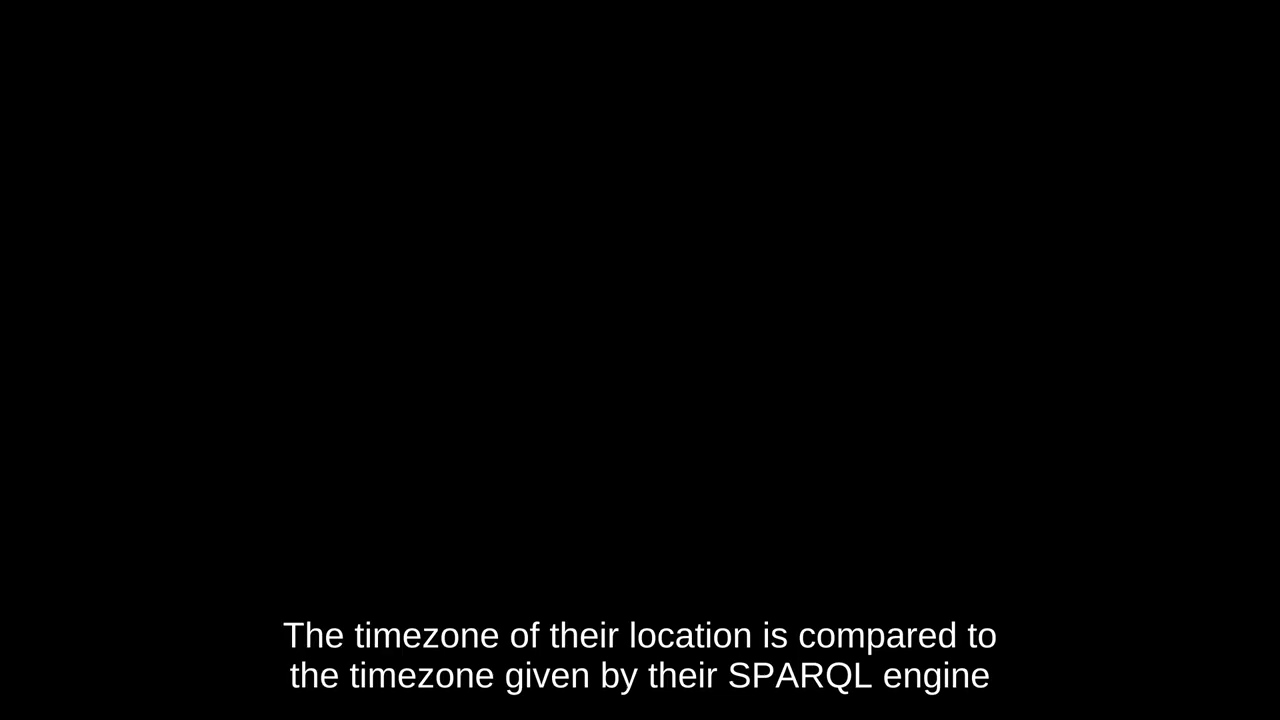 The timezone of their location is compared to
the timezone given by their SPARQL engine